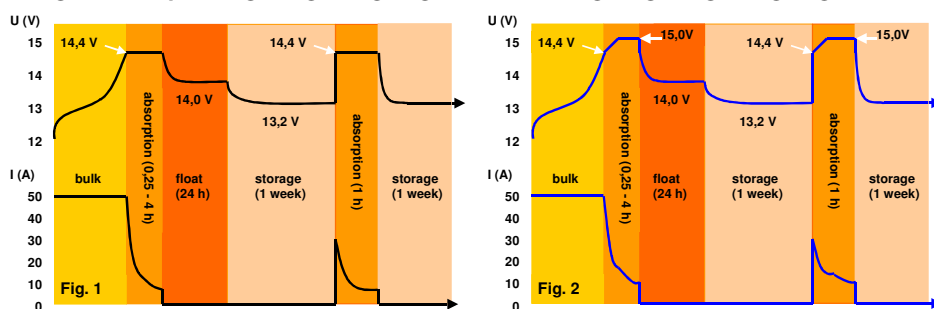 U (V)
15
14
13
12
14,4 V
14,4 V
14,0 V
13,2 V
I (A)
50
40
30
20
10
0
bulk
absorption (0,25 - 4 h)
float
(24 h)
storage
(1 week)
absorption (1 h)
storage
(1 week)
Fig. 1
U (V)
15
14
13
12
14,4 V
15,0V
14,4 V
15,0V
14,0 V
13,2 V
I (A)
50
40
30
20
10
0
bulk
absorption (0,25 - 4 h)
float
(24 h)
storage
(1 week)
absorption (1 h)
storage
(1 week)
Fig. 2